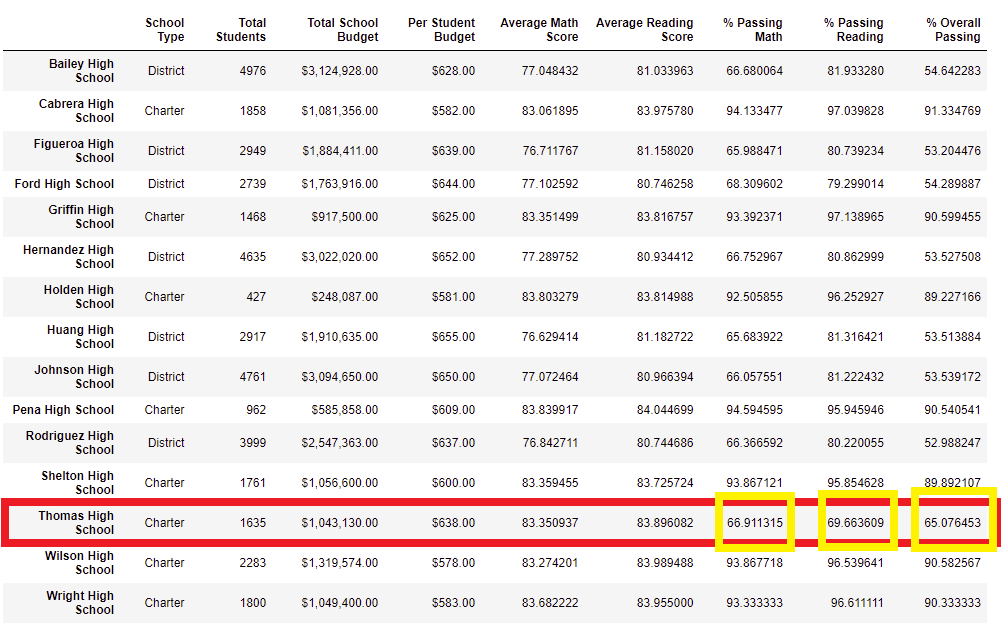 School Type Total Students Total School Budget Per Student Budget Average Math Score Average Reading Score % Passing Math % Passing Reading % Overall Passing
Bailey High School District 4976 $3,124,928.00 $628.00 77.048432 81.033963 66.680064 81.933280 54.642283
Cabrera High School Charter 1858 $1,081,356.00 $582.00 83.061895 83.975780 94.133477 97.039828 91.334769
Figueroa High School District 2949 $1,884,411.00 $639.00 76.711767 81.158020 65.988471 80.739234 53.204476
Ford High School District 2739 $1,763,916.00 $644.00 77.102592 80.746258 68.309602 79.299014 54.289887
Griffin High School Charter 1468 $917,500.00 $625.00 83.351499 83.816757 93.392371 97.138965 90.599455
Hernandez High School District 4635 $3,022,020.00 $652.00 77.289752 80.934412 66.752967 80.862999 53.527508
Holden High School Charter 427 $248,087.00 $581.00 83.803279 83.814988 92.505855 96.252927 89.227166
Huang High School District 2917 $1,910,635.00 $655.00 76.629414 81.182722 65.683922 81.316421 53.513884
Johnson High School District 4761 $3,094,650.00 $650.00 77.072464 80.966394 66.057551 81.222432 53.539172
Pena High School Charter 962 $585,858.00 $609.00 83.839917 84.044699 94.594595 95.945946 90.540541
Rodriguez High School District 3999 $2,547,363.00 $637.00 76.842711 80.744686 66.366592 80.220055 52.988247
Shelton High School Charter 1761 $1,056,600.00 $600.00 83.359455 83.725724 93.867121 95.854628 89.892107
Thomas High School Charter 1635 $1,043,130.00 $638.00 83.350937 83.896082 66.911315 69.663609 65.076453
Wilson High School Charter 2283 $1,319,574.00 $578.00 83.274201 83.989488 93.867718 96.539641 90.582567
Wright High School Charter 1800 $1,049,400.00 $583.00 83.682222 83.955000 93.333333 96.611111 90.333333